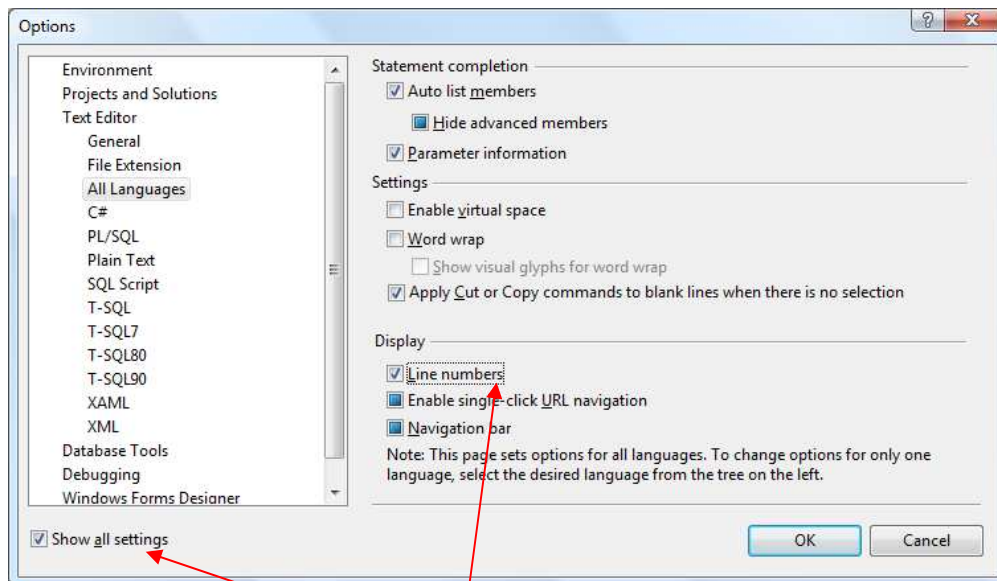 Options
Environment
Projects and Solutions
Text Editor
General
File Extension
All Languages
C#
PL/SQL
Plain Text
SQL Script
T-SQL
T-SQL7
T-SQL80
T-SQL90
XAML
XML
Database Tools
Debugging
Windows Forms Designer
Show all settings
Statement completion
Auto list members
Hide advanced members
Parameter information
Settings
Enable virtual space
Word wrap
Show visual glyphs for word wrap
Apply Cut or Copy commands to blank lines when there is no selection
Display
Line numbers
Enable single-click URL navigation
Navigation bar
Note: This page sets options for all languages. To change options for only one
language, select the desired language from the tree on the left.
OK
Cancel